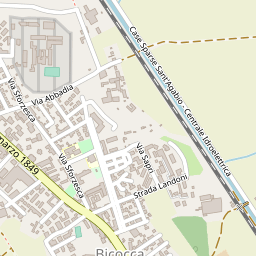 Case Sparse Sant'Agabio - Centrale Idroelettrica
Via Sforzesca
Via Abbadia
marzo 1849
Via Sforzesca
Via Sapri
Strada Landoni
Bicocca